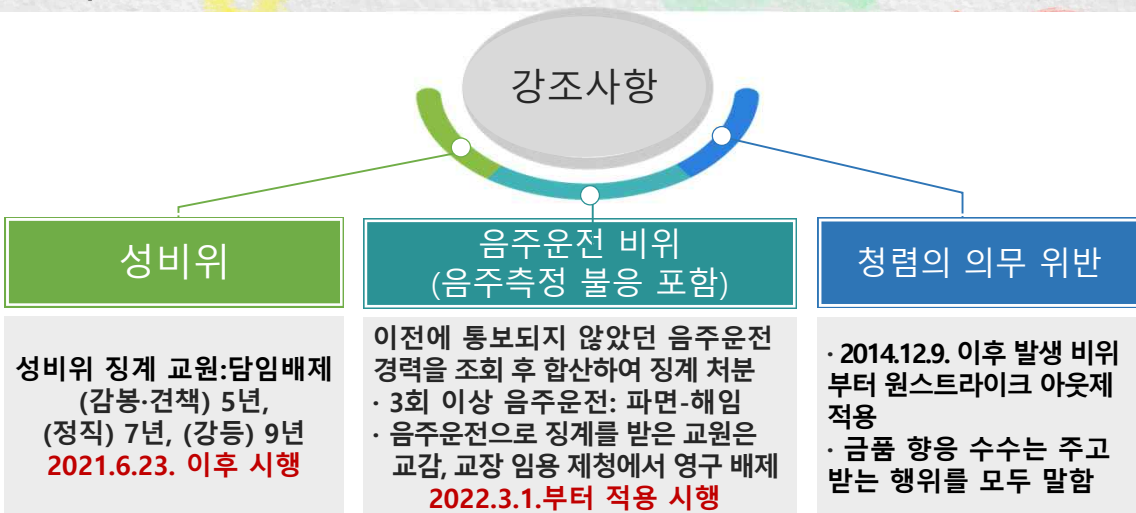 강조사항
성비위
성비위 징계 교원:담임배제
(감봉·견책) 5년,
(정직) 7년, (강등) 9년
2021.6.23. 이후 시행
음주운전 비위
(음주측정 불응 포함)
이전에 통보되지 않았던 음주운전
경력을 조회 후 합산하여 징계 처분
· 3회 이상 음주운전: 파면-해임
· 음주운전으로 징계를 받은 교원은
교감, 교장 임용 제청에서 영구 배제
2022.3.1.부터 적용 시행
청렴의 의무 위반
· 2014.12.9. 이후 발생 비위
부터 원스트라이크 아웃제
적용
· 금품 향응 수수는 주고
받는 행위를 모두 말함